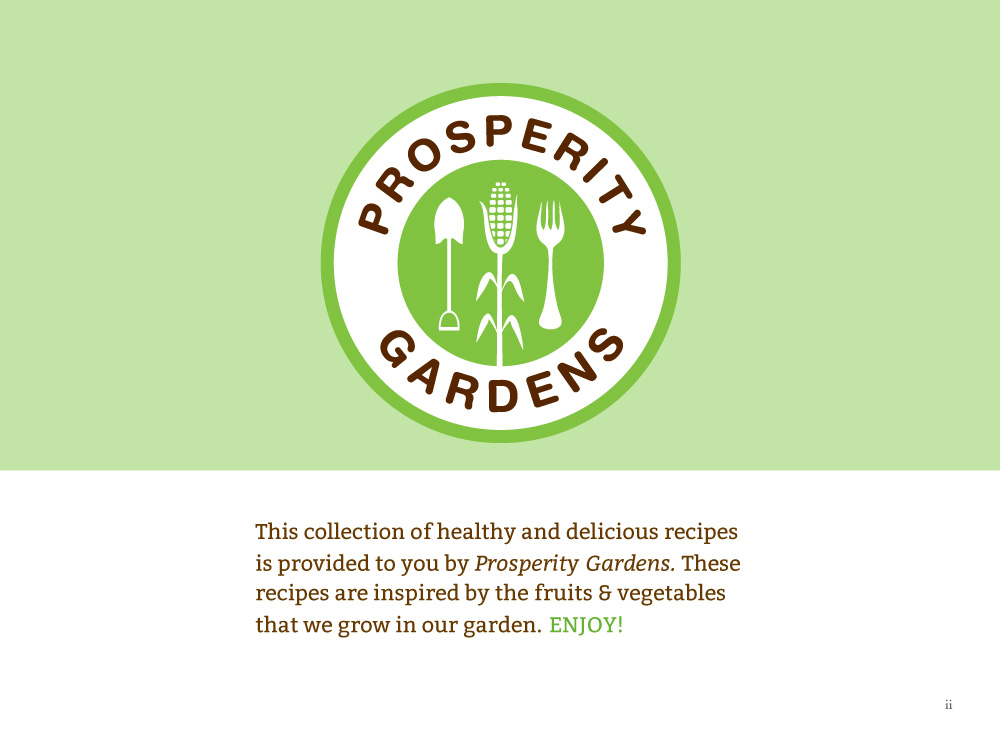 PROSPERITY
GARDENS
This collection of healthy and delicious recipes
is provided to you by Prosperity Gardens. These
recipes are inspired by the fruits & vegetables
that we grow in our garden. ENJOY!
ii